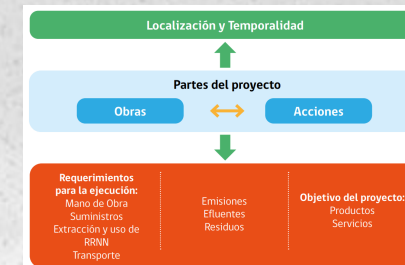 Localización y Temporalidad
Partes del proyecto
Obras
Acciones
Requerimientos
para la ejecución:
Mano de Obra
Suministros
Extracción y uso de
RRNN
Transporte
Emisiones
Efluentes
Residuos
Objetivo del proyecto:
Productos
Servicios